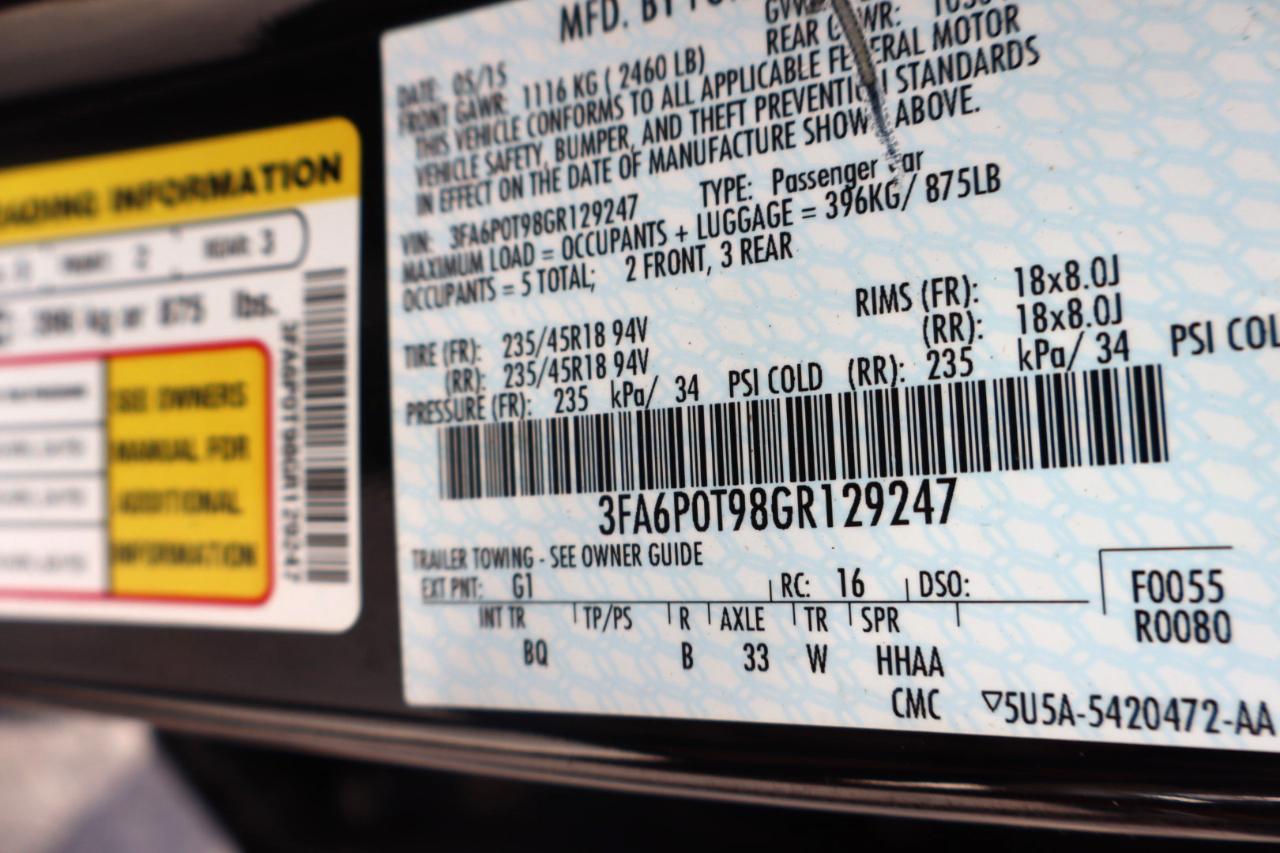 MFD. BY
DATE: 05/15
FRONT GAWR: 1116 KG ( 2460 LB)
REAR
THIS VEHICLE CONFORMS TO ALL APPLICABLE FEDERAL MOTOR
VEHICLE SAFETY, BUMPER, AND THEFT PREVENTION STANDARDS
IN EFFECT ON THE DATE OF MANUFACTURE SHOWN ABOVE.
VIN: 3FA6P0T98GR129247 TYPE: Passenger Car
MAXIMUM LOAD = OCCUPANTS + LUGGAGE = 396KG/ 875LB
OCCUPANTS = 5 TOTAL; 2 FRONT, 3 REAR
TIRE (FR): 235/45R18 94V RIMS (FR): 18x8.0J
(RR): 235/45R18 94V (RR): 18x8.0J
PRESSURE (FR): 235 kPa/ 34 PSI COLD (RR): 235 kPa/ 34 PSI COL
3FA6P0T98GR129247
TRAILER TOWING - SEE OWNER GUIDE
EXT PNT: G1 RC: 16 DSO:
INT TR TP/PS R AXLE TR SPR
BQ B 33 W HHAA
F0055
R0080
CMC ▽5U5A-5420472-AA
INFORMATION
2
REAR: 3
kg or 875 lbs.
SEE OWNERS
MANUAL FOR
ADDITIONAL
INFORMATION
3FA6P0T98GR129247